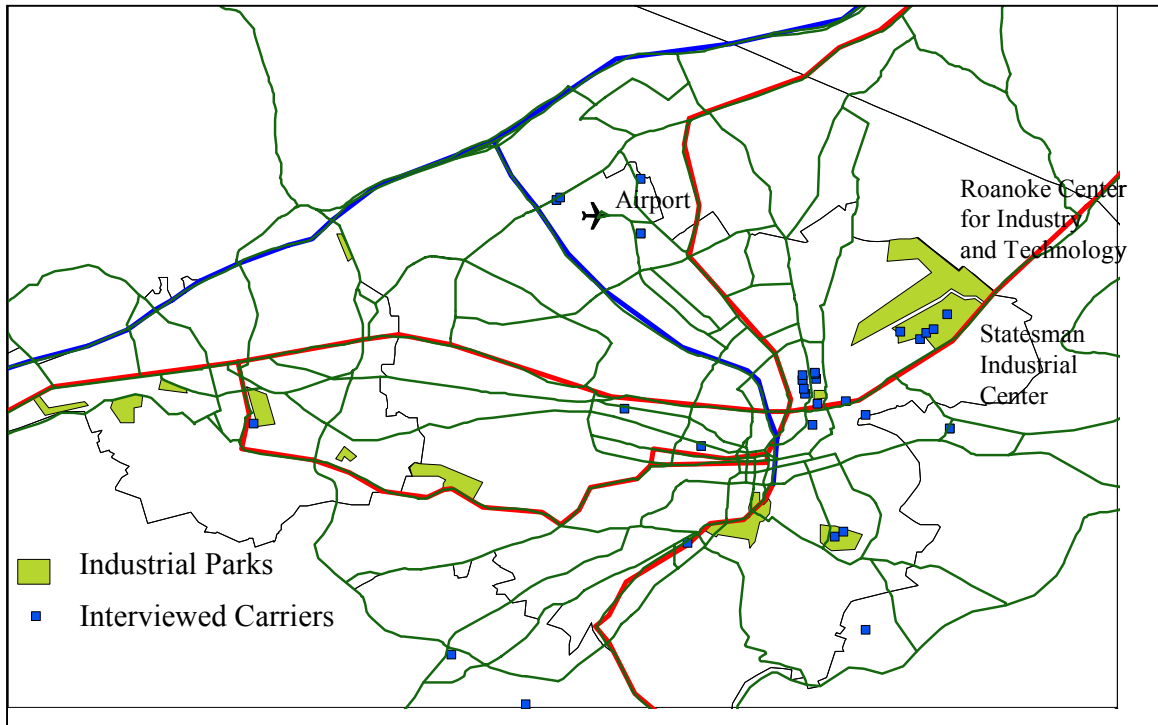 Airport
Roanoke Center
for Industry
and Technology
Statesman
Industrial
Center
Industrial Parks
Interviewed Carriers